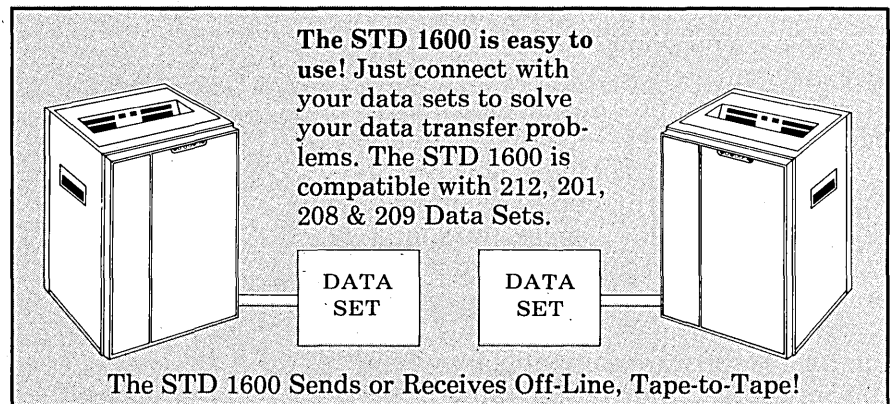 The STD 1600 is easy to
use! Just connect with
your data sets to solve
your data transfer prob-
lems. The STD 1600 is
compatible with 212, 201,
208 & 209 Data Sets.
DATA
SET
DATA
SET
The STD 1600 Sends or Receives Off-Line, Tape-to-Tape!